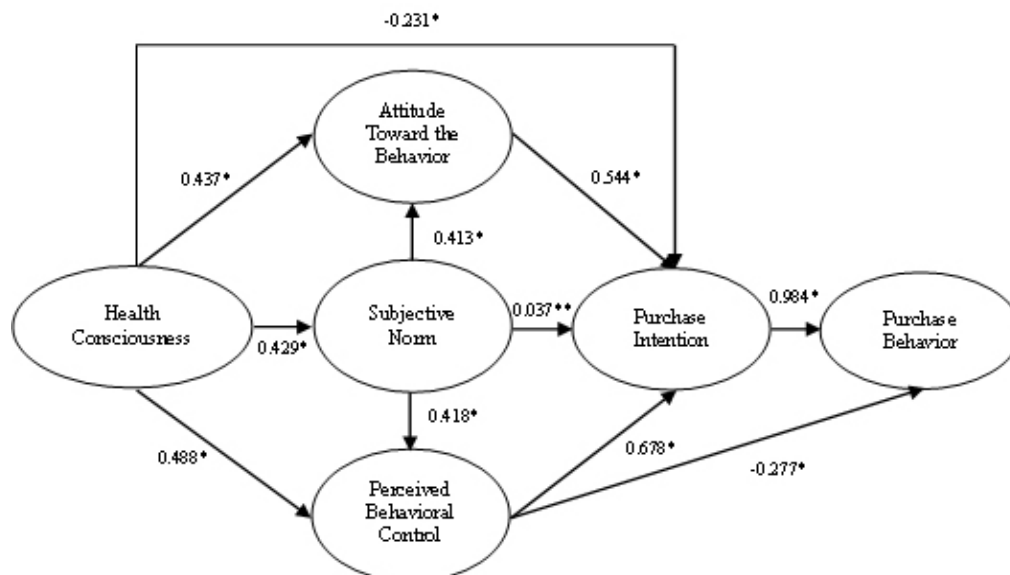 -0.231*
Attitude
Toward the
Behavior
0.437*
0.544*
0.413*
Health
Consciousness
Subjective
Norm
0.037**
Purchase
Intention
0.984*
Purchase
Behavior
0.429*
0.418*
0.488*
0.678*
-0.277*
Perceived
Behavioral
Control